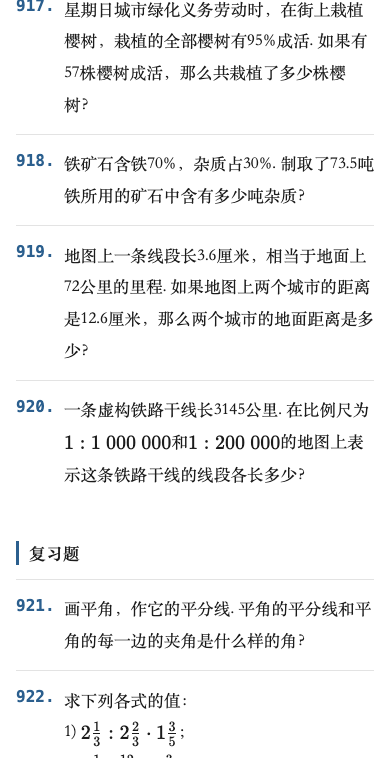 917. 星期日城市绿化义务劳动时，在街上栽植
樱树，栽植的全部樱树有95%成活. 如果有
57株樱树成活，那么共栽植了多少株樱
树?
918. 铁矿石含铁70%，杂质占30%. 制取了73.5吨
铁所用的矿石中含有多少吨杂质?
919. 地图上一条线段长3.6厘米，相当于地面上
72公里的里程. 如果地图上两个城市的距离
是12.6厘米，那么两个城市的地面距离是多
少?
920. 一条虚构铁路干线长3145公里. 在比例尺为
1 : 1 000 000和1 : 200 000的地图上表
示这条铁路干线的线段各长多少?
复习题
921. 画平角，作它的平分线. 平角的平分线和平
角的每一边的夹角是什么样的角?
922. 求下列各式的值:
1) 2 1/3 : 2 2/3 · 1 3/5 ;